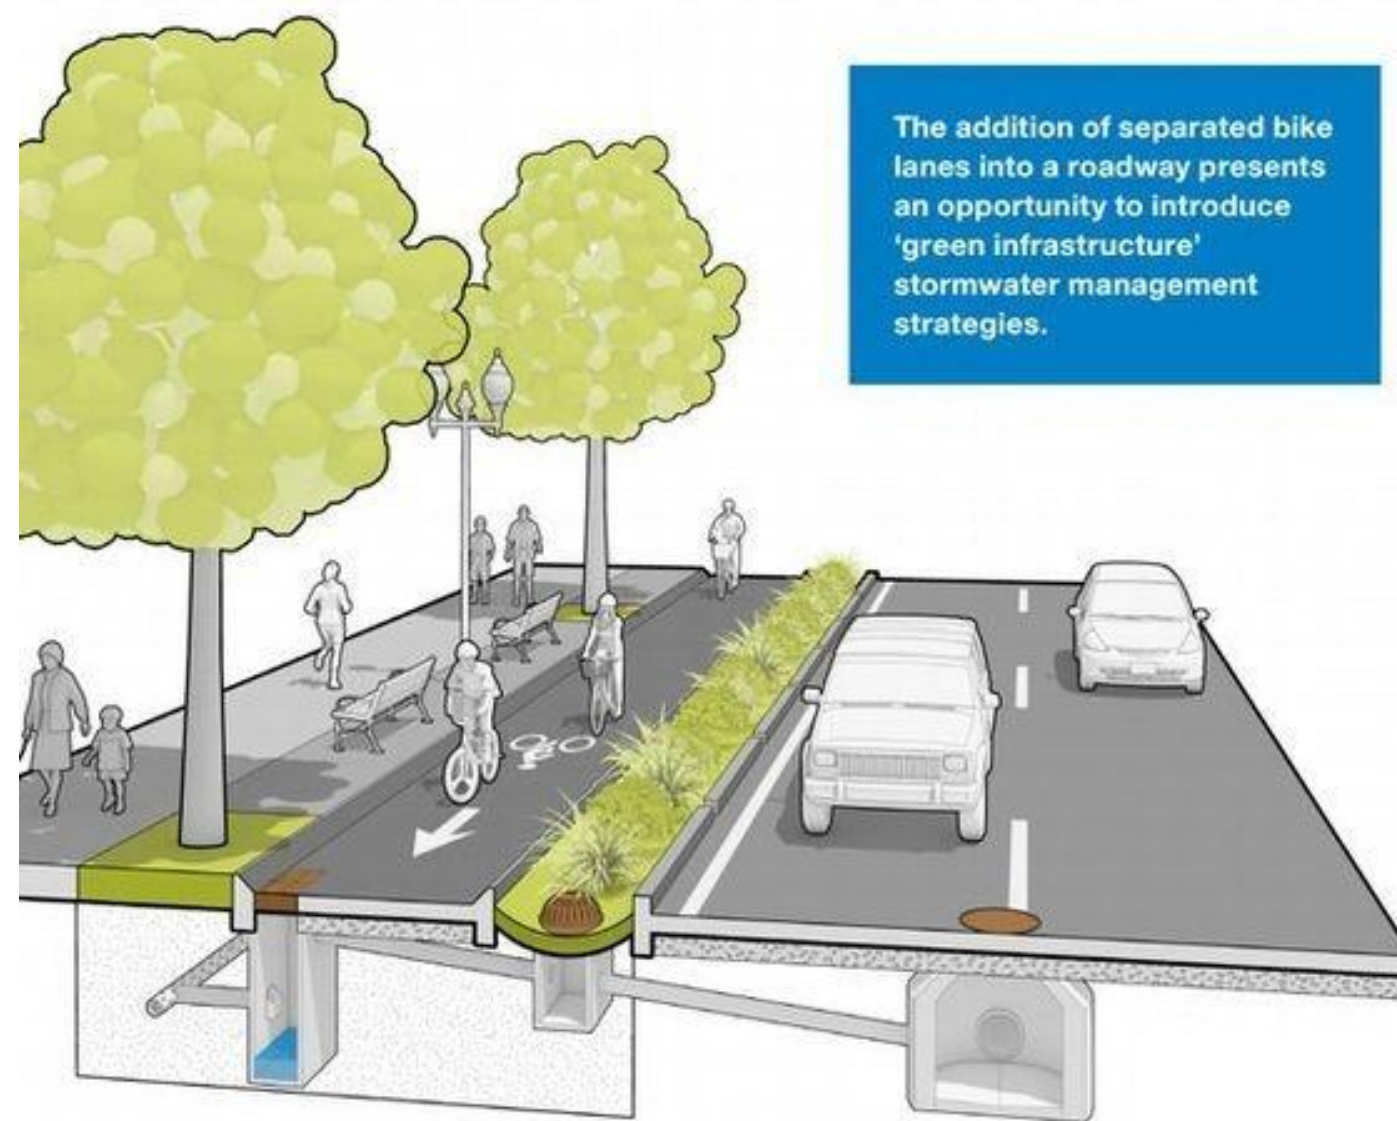 The addition of separated bike
lanes into a roadway presents
an opportunity to introduce
‘green infrastructure’
stormwater management
strategies.